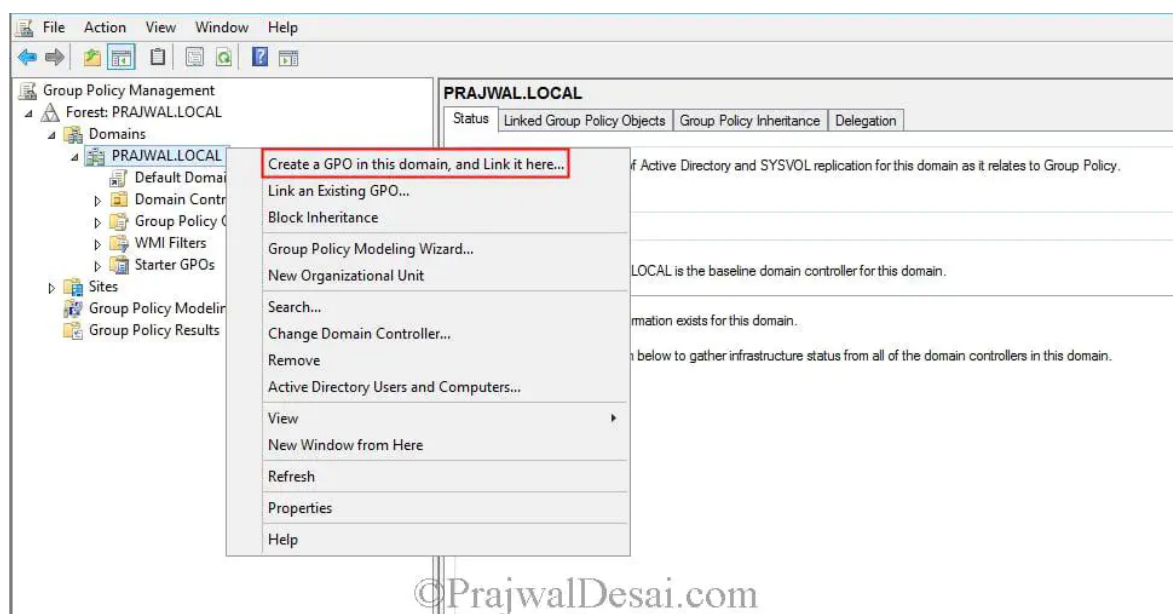 File Action View Window Help
Group Policy Management
Forest: PRAJWAL.LOCAL
Domains
PRAJWAL.LOCAL
Default Domai
Domain Contr
Group Policy
WMI Filters
Starter GPOs
Sites
Group Policy Modelin
Group Policy Results
Create a GPO in this domain, and Link it here...
Link an Existing GPO...
Block Inheritance
Group Policy Modeling Wizard...
New Organizational Unit
Search...
Change Domain Controller...
Remove
Active Directory Users and Computers...
View
New Window from Here
Refresh
Properties
Help
PRAJWAL.LOCAL
Status Linked Group Policy Objects Group Policy Inheritance Delegation
f Active Directory and SYSVOL replication for this domain as it relates to Group Policy.
LOCAL is the baseline domain controller for this domain.
rmation exists for this domain.
below to gather infrastructure status from all of the domain controllers in this domain.
©PrajwalDesai.com